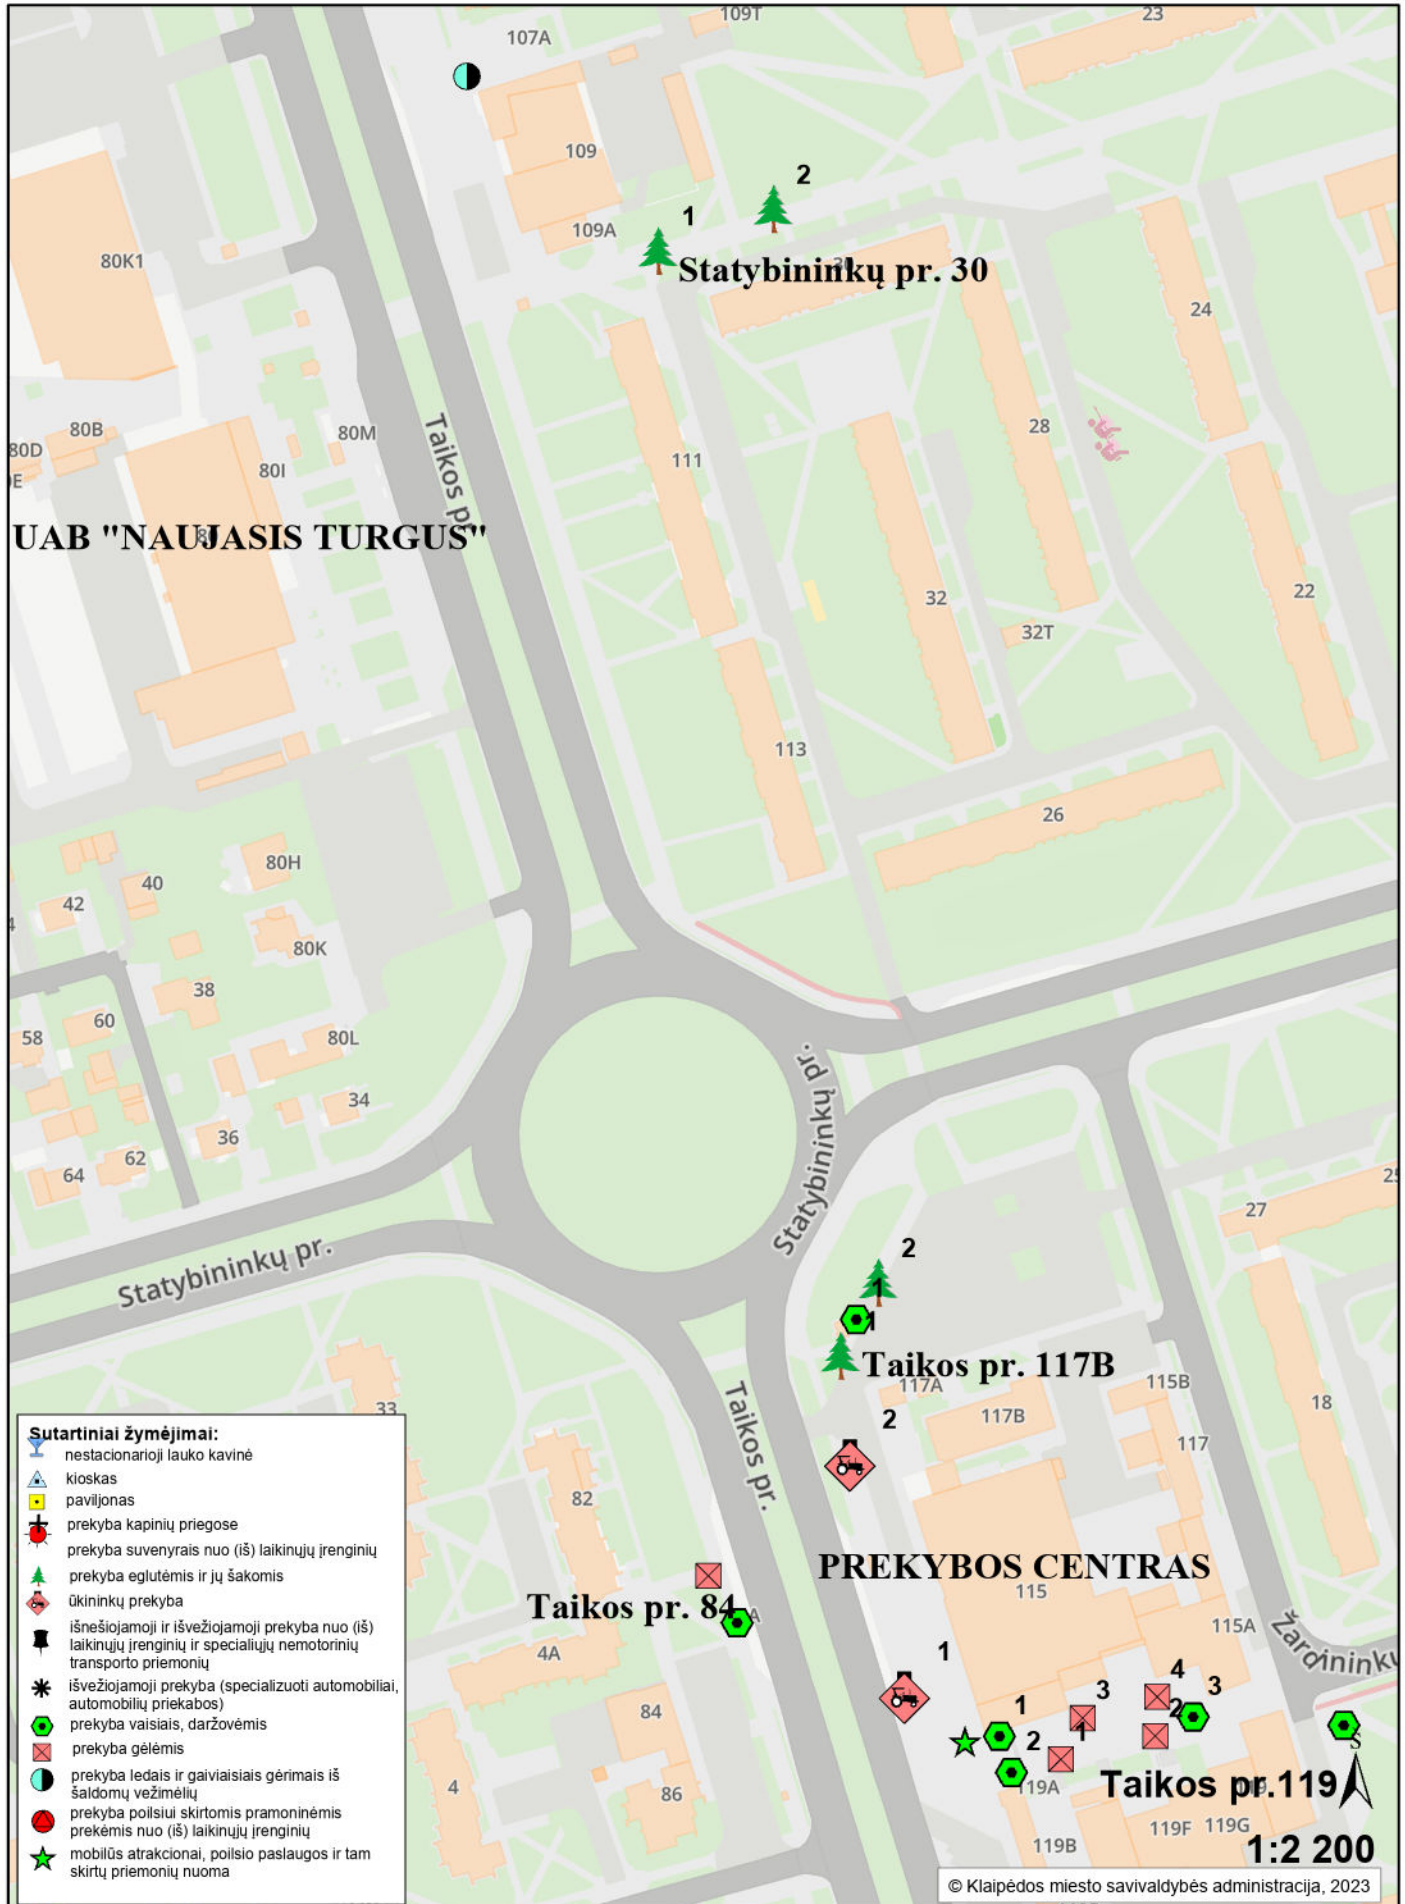 109T
23
107A
109
2
1
109A
80K1
Statybininkų pr. 30
30
24
80B
80M
80D
Taikos pr.
28
80I
111
UAB "NAUJASIS TURGUS"
80
22
32
32T
113
26
80H
40
42
80K
38
60
58
80L
Statybininkų pr.
34
36
62
64
27
Statybininkų pr.
2
1
1
Taikos pr. 117B
117A
115B
33
Taikos pr.
117B
18
2
117
82
PREKYBOS CENTRAS
115
Taikos pr. 84
115A
Žardininkų
4A
1
4
3
3
84
1
2
2
1
S
4
86
119A
Taikos pr.119
119
119F
119G
119B
1:2 200
Sutartiniai žymėjimai:
nestacionarioji lauko kavinė
kioskas
paviljonas
prekyba kapinių priegose
prekyba suvenyrais nuo (iš) laikinųjų įrenginių
prekyba eglutėmis ir jų šakomis
ūkininkų prekyba
išnešiojamoji ir išvežiojamoji prekyba nuo (iš)
laikinųjų įrenginių ir specialiųjų nemotorinių
transporto priemonių
išvežiojamoji prekyba (specializuoti automobiliai,
automobilių priekabos)
prekyba vaisiais, daržovėmis
prekyba gėlėmis
prekyba ledais ir gaiviaisiais gėrimais iš
šaldomų vežimėlių
prekyba poilsiui skirtomis pramoninėmis
prekėmis nuo (iš) laikinųjų įrenginių
mobilūs atrakcionai, poilsio paslaugos ir tam
skirtų priemonių nuoma
© Klaipėdos miesto savivaldybės administracija, 2023